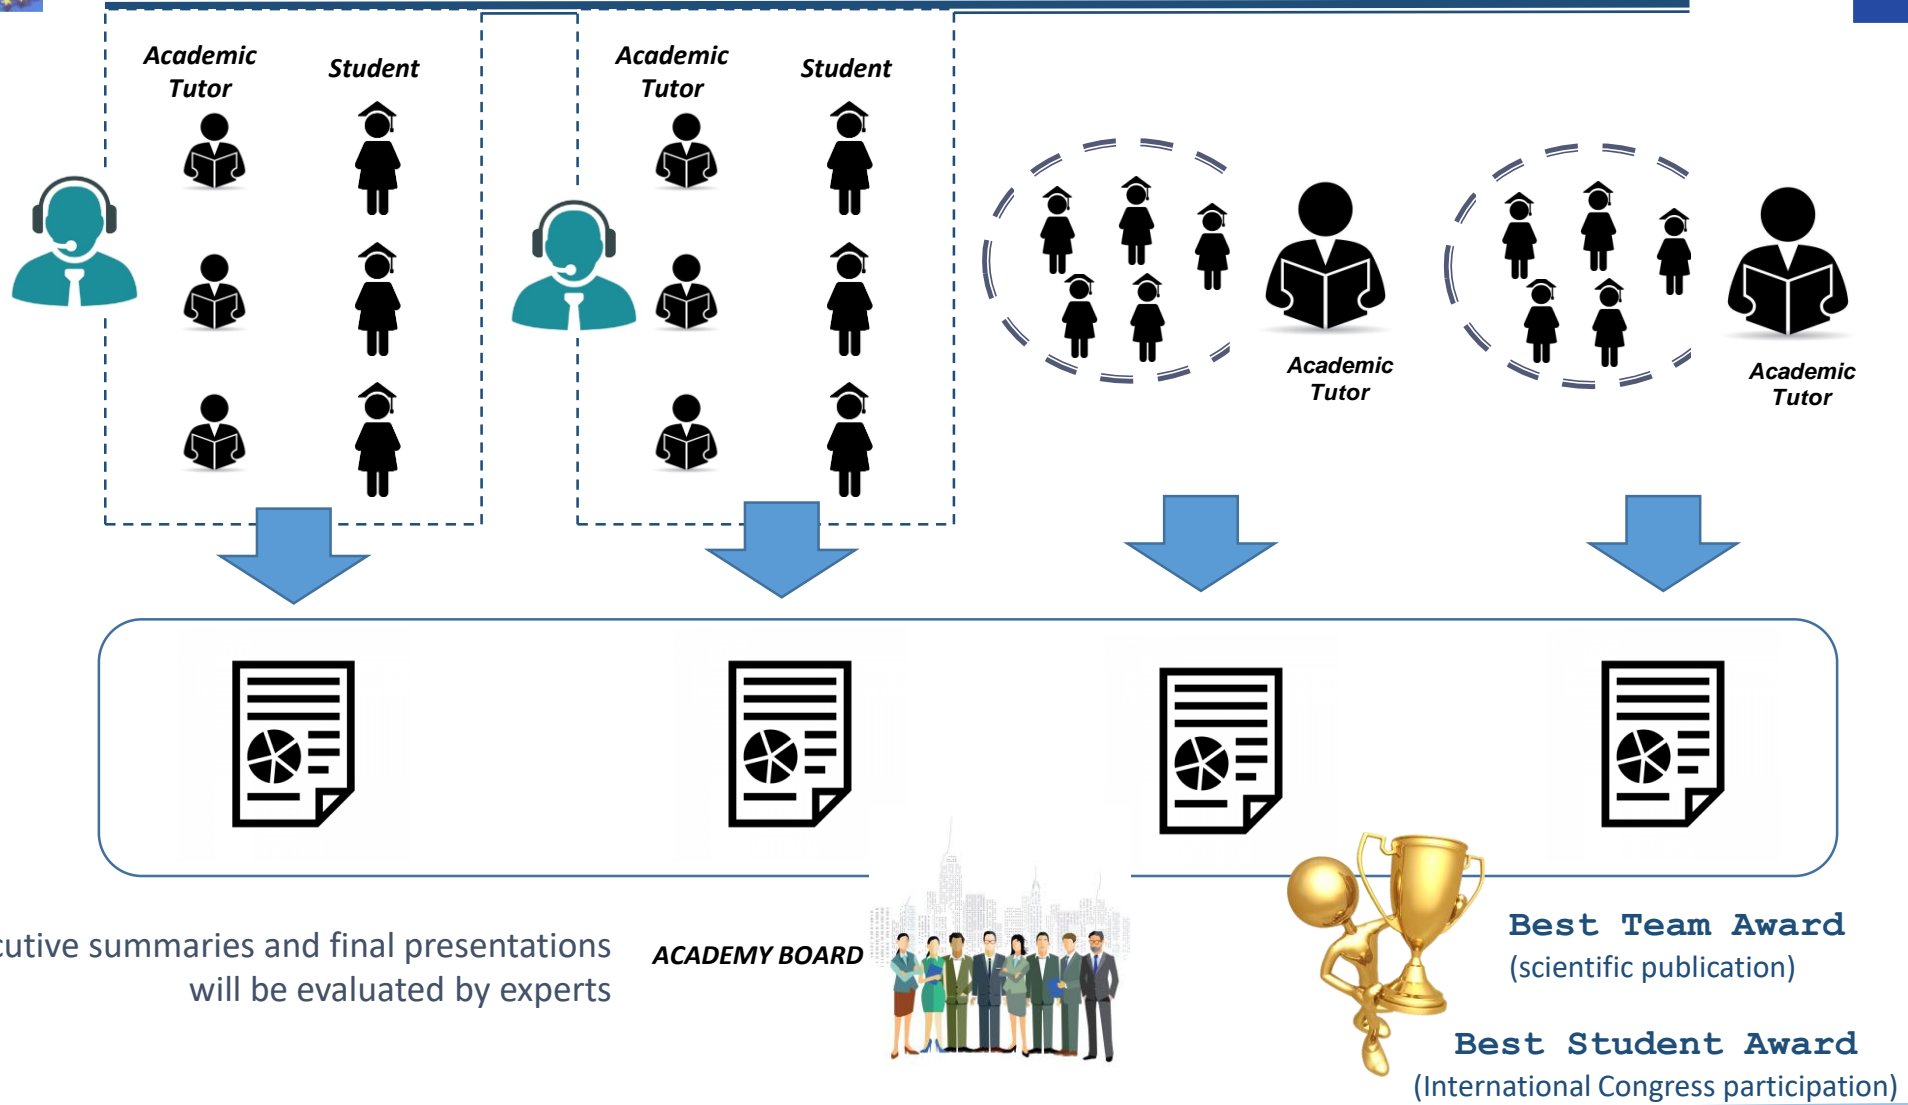 Academic
Tutor
Student
Academic
Tutor
Student
Academic
Tutor
Academic
Tutor
summaries and final presentations
will be evaluated by experts
ACADEMY BOARD
Best Team Award
(scientific publication)
Best Student Award
(International Congress participation)